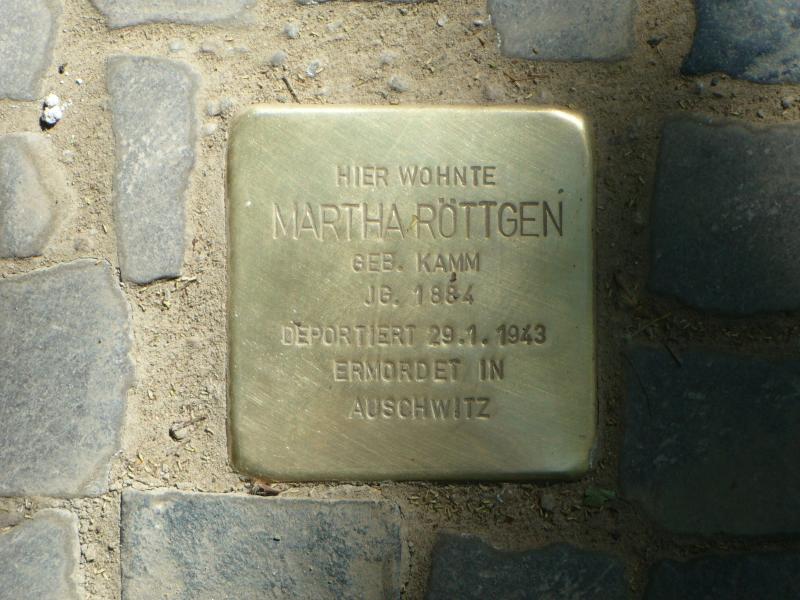 HIER WOHNTE
MARTHA RÖTTGEN
GEB. KAMM
JG. 1884
DEPORTIERT 29.1.1943
ERMORDET IN
AUSCHWITZ